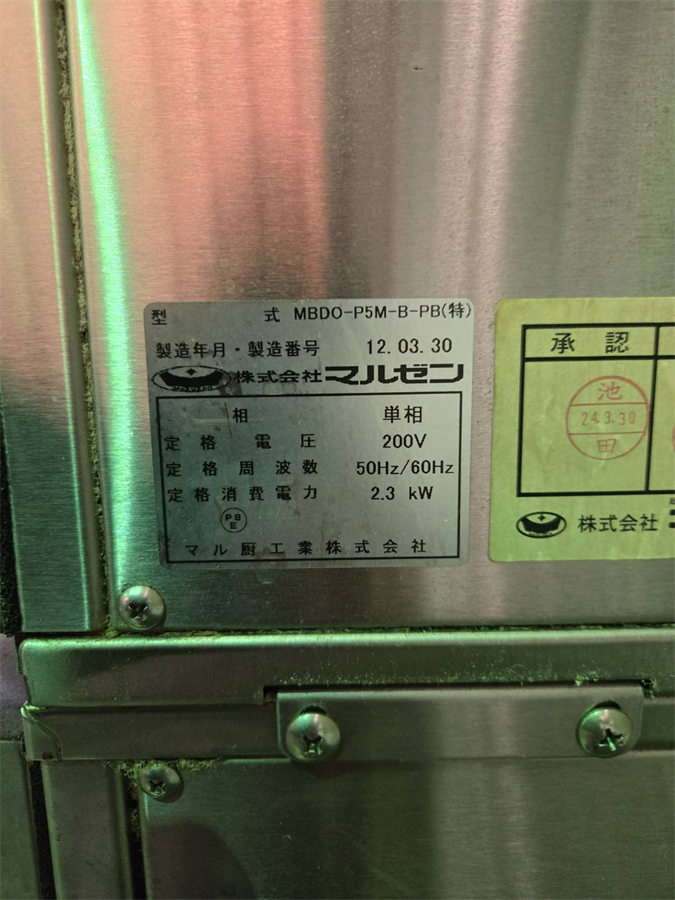 型 式 MBDO-P5M-B-PB(特)
製造年月・製造番号 12.03.30
株式会社マルゼン
相 単相
定格電圧 200V
定格周波数 50Hz/60Hz
定格消費電力 2.3 kW
PS
E
マル厨工業株式会社
承認
池
24.3.30
田
株式会社